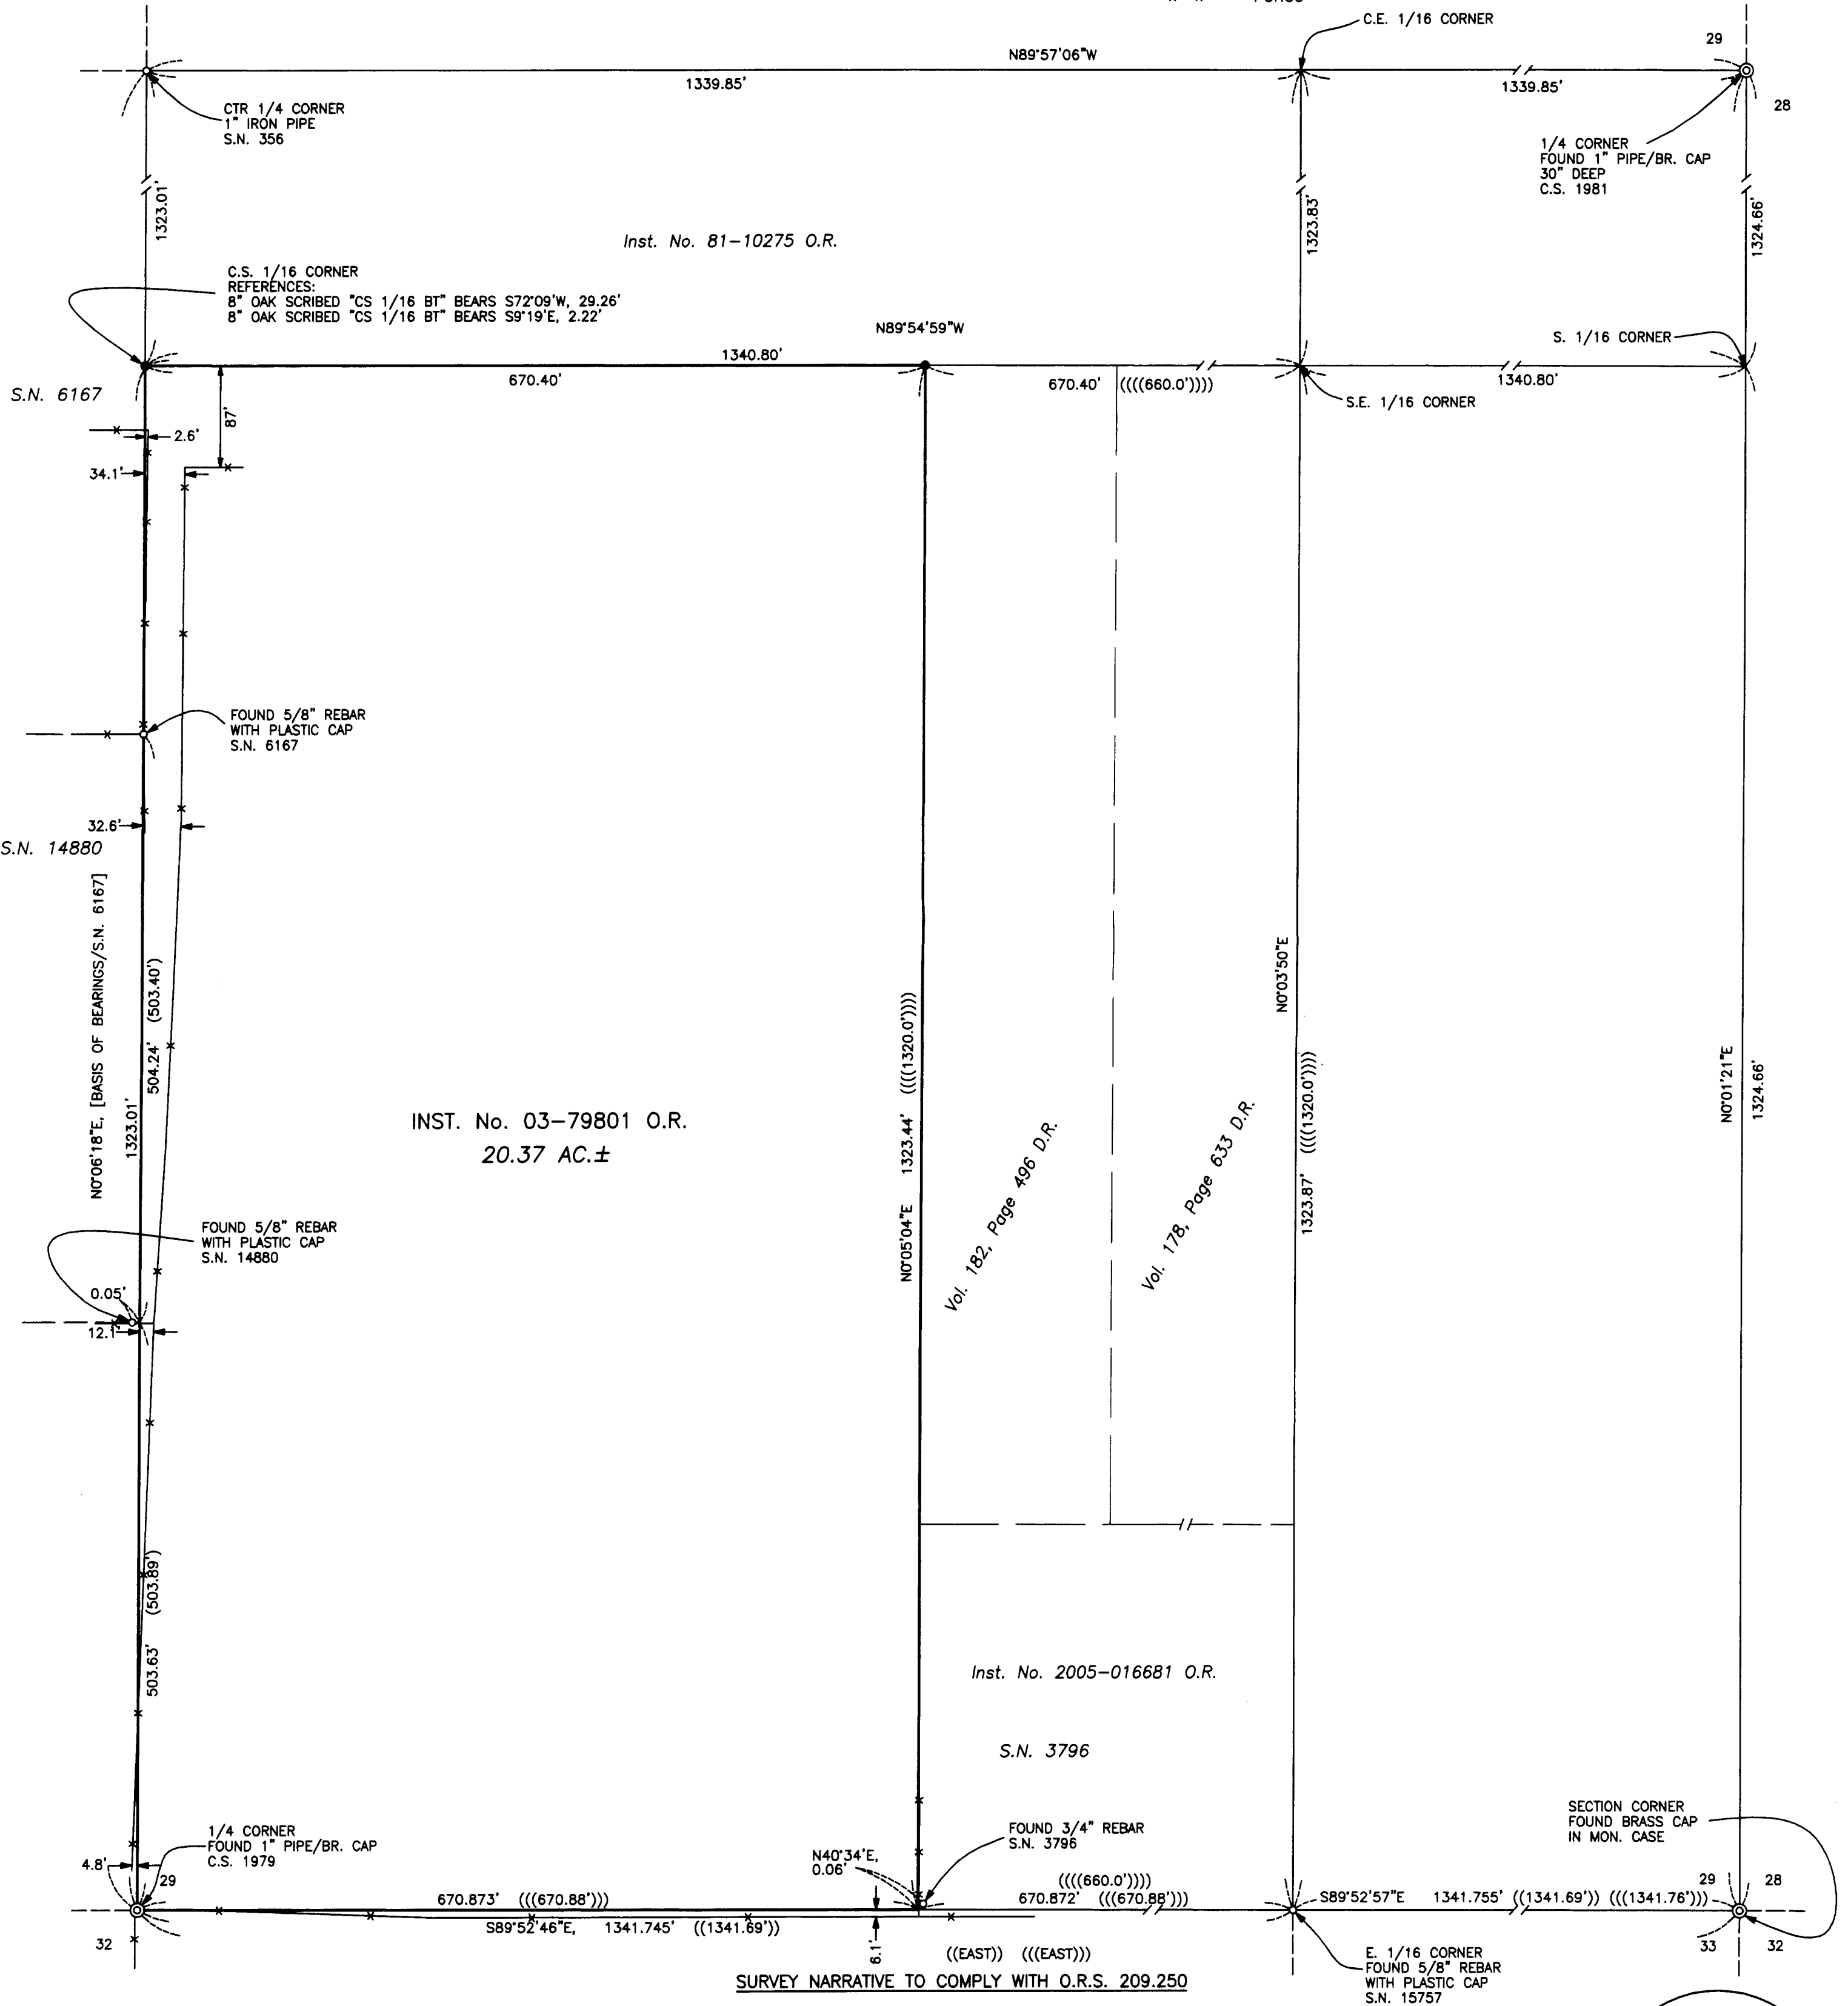 C.E. 1/16 CORNER
29
N89°57'06"W
1339.85'
1339.85'
28
CTR 1/4 CORNER
1" IRON PIPE
S.N. 356
1/4 CORNER
FOUND 1" PIPE/BR. CAP
30" DEEP
C.S. 1981
1323.01'
1323.83'
1324.66'
Inst. No. 81-10275 O.R.
C.S. 1/16 CORNER
REFERENCES:
8" OAK SCRIBED "CS 1/16 BT" BEARS S72°09'W, 29.26'
8" OAK SCRIBED "CS 1/16 BT" BEARS S9°19'E, 2.22'
N89°54'59"W
S. 1/16 CORNER
1340.80'
670.40'
670.40' ((((660.0'))))
1340.80'
S.N. 6167
S.E. 1/16 CORNER
87'
2.6'
34.1'
FOUND 5/8" REBAR
WITH PLASTIC CAP
S.N. 6167
32.6'
S.N. 14880
N0°06'18"E, [BASIS OF BEARINGS/S.N. 6167]
1323.01'
504.24' (503.40')
N0°05'04"E 1323.44' ((((1320.0'))))
N0°03'50"E
1323.87' ((((1320.0'))))
N0°01'21"E
1324.66'
INST. No. 03-79801 O.R.
20.37 AC.±
Vol. 182, Page 496 D.R.
Vol. 178, Page 633 D.R.
FOUND 5/8" REBAR
WITH PLASTIC CAP
S.N. 14880
0.05'
12.1'
503.63' (503.89')
Inst. No. 2005-016681 O.R.
S.N. 3796
SECTION CORNER
FOUND BRASS CAP
IN MON. CASE
1/4 CORNER
FOUND 1" PIPE/BR. CAP
C.S. 1979
FOUND 3/4" REBAR
S.N. 3796
4.8'
29
N40°34'E,
0.06'
((((660.0'))))
29
28
670.873' (((670.88')))
670.872' (((670.88')))
S89°52'57"E 1341.755' ((1341.69')) (((1341.76')))
S89°52'46"E, 1341.745' ((1341.69'))
32
6.1'
((EAST)) (((EAST)))
33
32
E. 1/16 CORNER
FOUND 5/8" REBAR
WITH PLASTIC CAP
S.N. 15757
SURVEY NARRATIVE TO COMPLY WITH O.R.S. 209.250